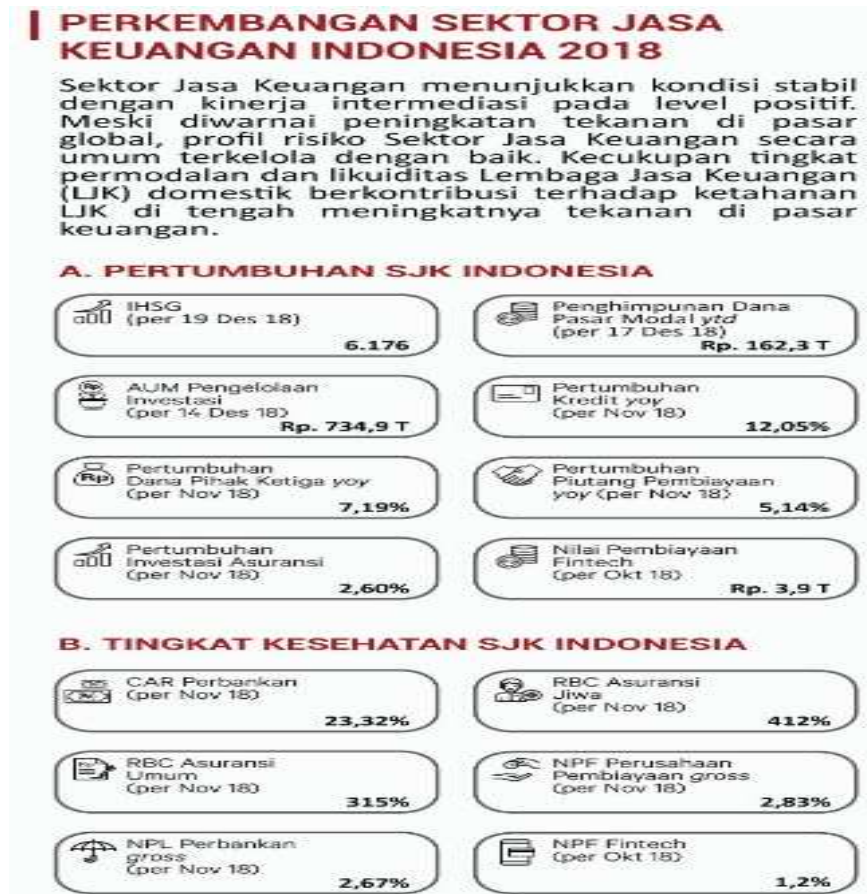 PERKEMBANGAN SEKTOR JASA
KEUANGAN INDONESIA 2018
Sektor Jasa Keuangan menunjukkan kondisi stabil
dengan kinerja intermediasi pada level positif.
Meski diwarnai peningkatan tekanan di pasar
global, profil risiko Sektor Jasa Keuangan secara
umum terkelola dengan baik. Kecukupan tingkat
permodalan dan likuiditas Lembaga Jasa Keuangan
(LJK) domestik berkontribusi terhadap ketahanan
LJK di tengah meningkatnya tekanan di pasar
keuangan.
A. PERTUMBUHAN SJK INDONESIA
IHSG
(per 19 Des 18)
6.176
Penghimpunan Dana
Pasar Modal ytd
(per 17 Des 18)
Rp. 162,3 T
Rp
AUM Pengelolaan
Investasi
(per 14 Des 18)
Rp. 734,9 T
Pertumbuhan
Kredit yoy
(per Nov 18)
12,05%
Rp
Pertumbuhan
Dana Pihak Ketiga yoy
(per Nov 18)
7,19%
Pertumbuhan
Piutang Pembiayaan
yoy (per Nov 18)
5,14%
Pertumbuhan
Investasi Asuransi
(per Nov 18)
2,60%
Nilai Pembiayaan
Fintech
(per Okt 18)
Rp. 3,9 T
B. TINGKAT KESEHATAN SJK INDONESIA
CAR Perbankan
(per Nov 18)
23,32%
RBC Asuransi
Jiwa
(per Nov 18)
412%
RBC Asuransi
Umum
(per Nov 18)
315%
NPF Perusahaan
Pembiayaan gross
(per Nov 18)
2,83%
NPL Perbankan
gross
(per Nov 18)
2,67%
NPF Fintech
(per Okt 18)
1,2%